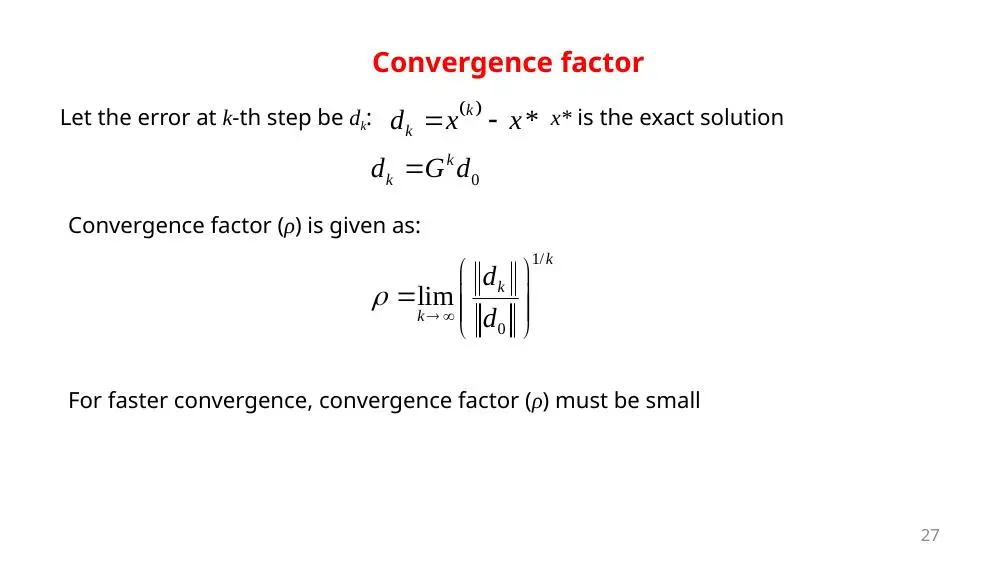 Convergence factor
Let the error at k-th step be dₖ: dₖ = x⁽ᵏ⁾ - x* x* is the exact solution
dₖ = Gᵏd₀
Convergence factor (ρ) is given as:
ρ = lim k→∞ (‖dₖ‖ / ‖d₀‖)^1/k
For faster convergence, convergence factor (ρ) must be small
27